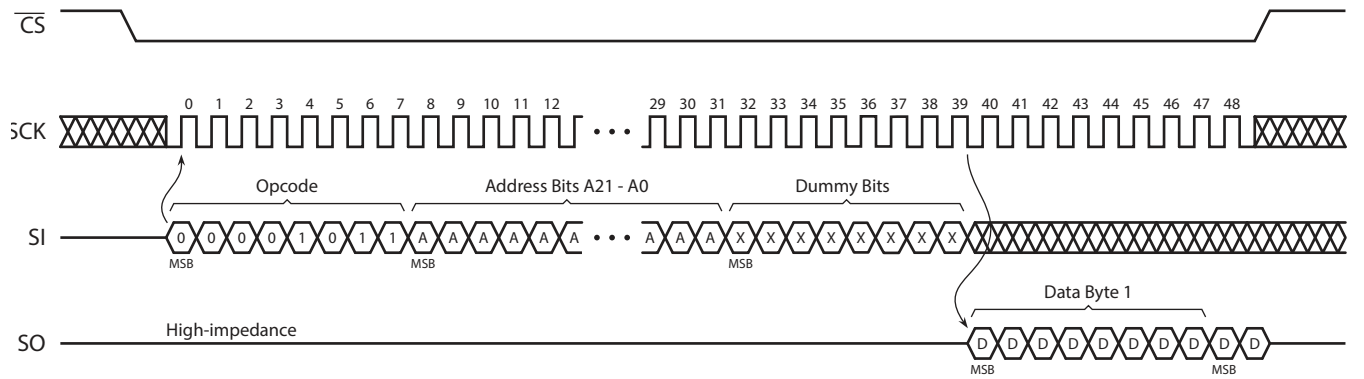 CS
0 1 2 3 4 5 6 7 8 9 10 11 12 29 30 31 32 33 34 35 36 37 38 39 40 41 42 43 44 45 46 47 48
SCK
Opcode Address Bits A21 - A0 Dummy Bits
SI 0 0 0 0 1 0 1 1 A A A A A A • • • A A A X X X X X X X X
MSB MSB MSB
Data Byte 1
High-impedance
SO D D D D D D D D D D
MSB MSB